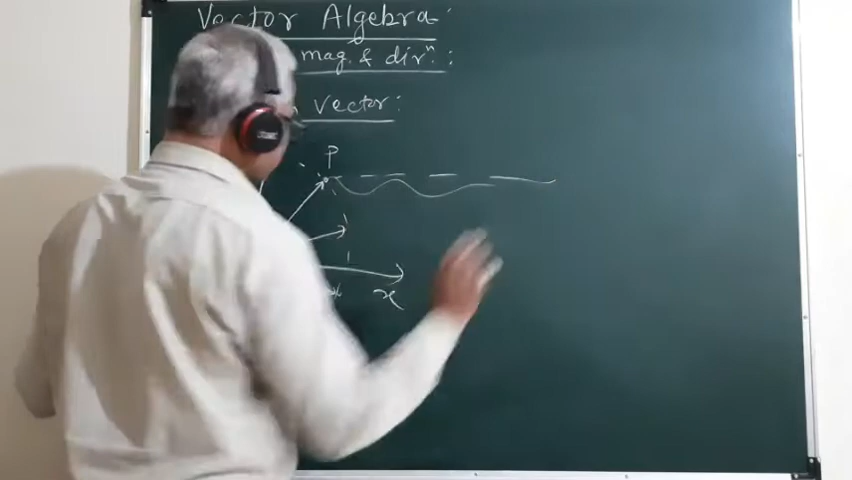 Vector Algebra:
mag. & dirⁿ:
vector:
P
x